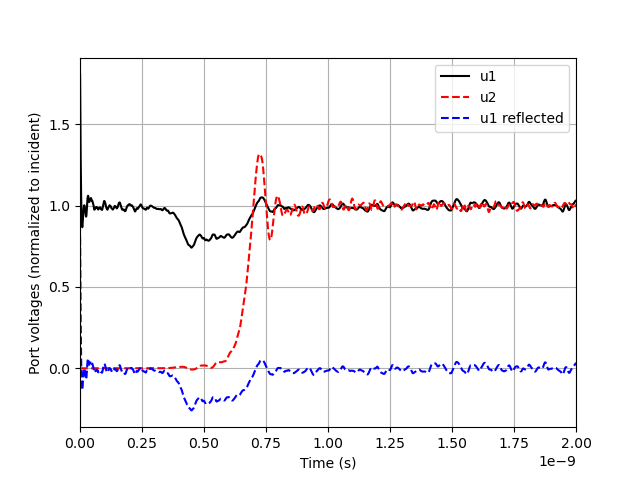 u1
u2
u1 reflected
Port voltages (normalized to incident)
1.5
1.0
0.5
0.0
0.00 0.25 0.50 0.75 1.00 1.25 1.50 1.75 2.00
Time (s)
1e−9